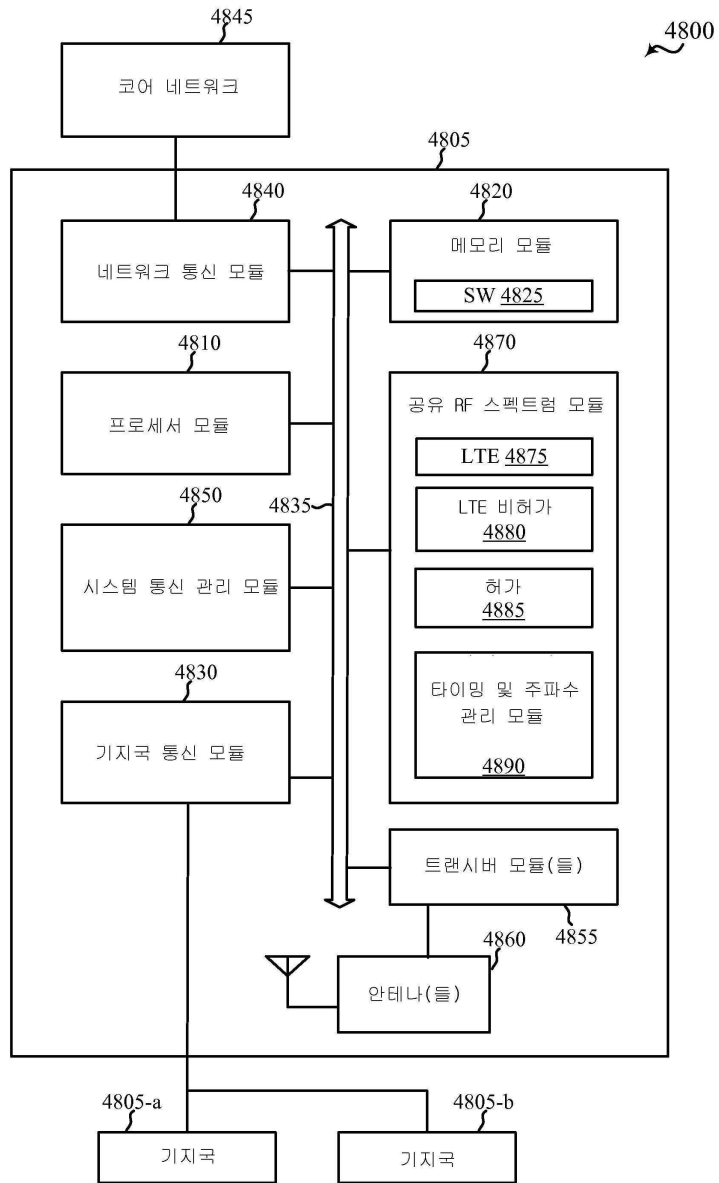 4845
4800
코어 네트워크
4805
4840
4820
네트워크 통신 모듈
메모리 모듈
SW 4825
4810
4870
프로세서 모듈
공유 RF 스펙트럼 모듈
LTE 4875
4850
4835
LTE 비허가
4880
시스템 통신 관리 모듈
허가
4885
4830
타이밍 및 주파수
관리 모듈
4890
기지국 통신 모듈
트랜시버 모듈(들)
4855
4860
안테나(들)
4805-a
4805-b
기지국
기지국